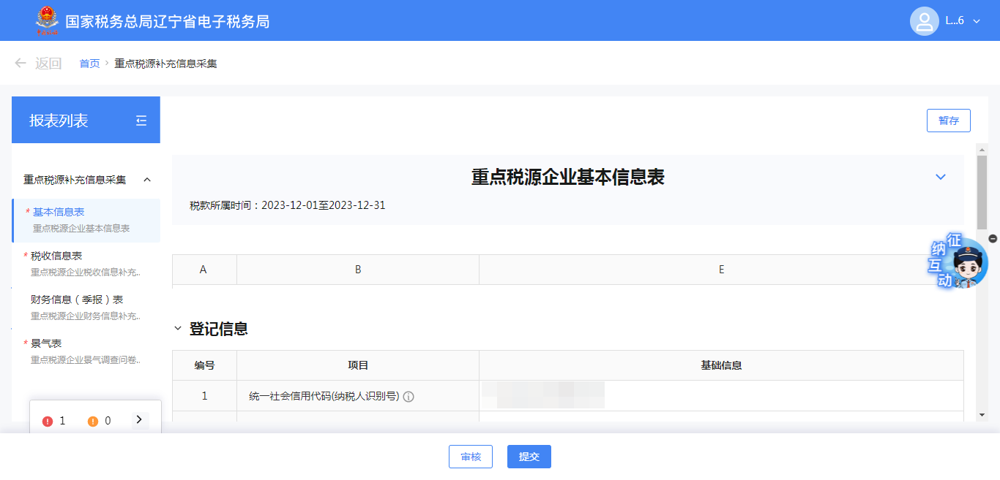 国家税务总局辽宁省电子税务局
L...6
返回
首页 > 重点税源补充信息采集
报表列表
暂存
重点税源补充信息采集
* 基本信息表
重点税源企业基本信息表
* 税收信息表
重点税源企业税收信息补充..
财务信息（季报）表
重点税源企业财务信息补充..
* 景气表
重点税源企业景气调查问卷..
1
0
重点税源企业基本信息表
税款所属时间：2023-12-01至2023-12-31
A
B
E
征纳互动
登记信息
编号
项目
基础信息
1
统一社会信用代码(纳税人识别号)
审核
提交